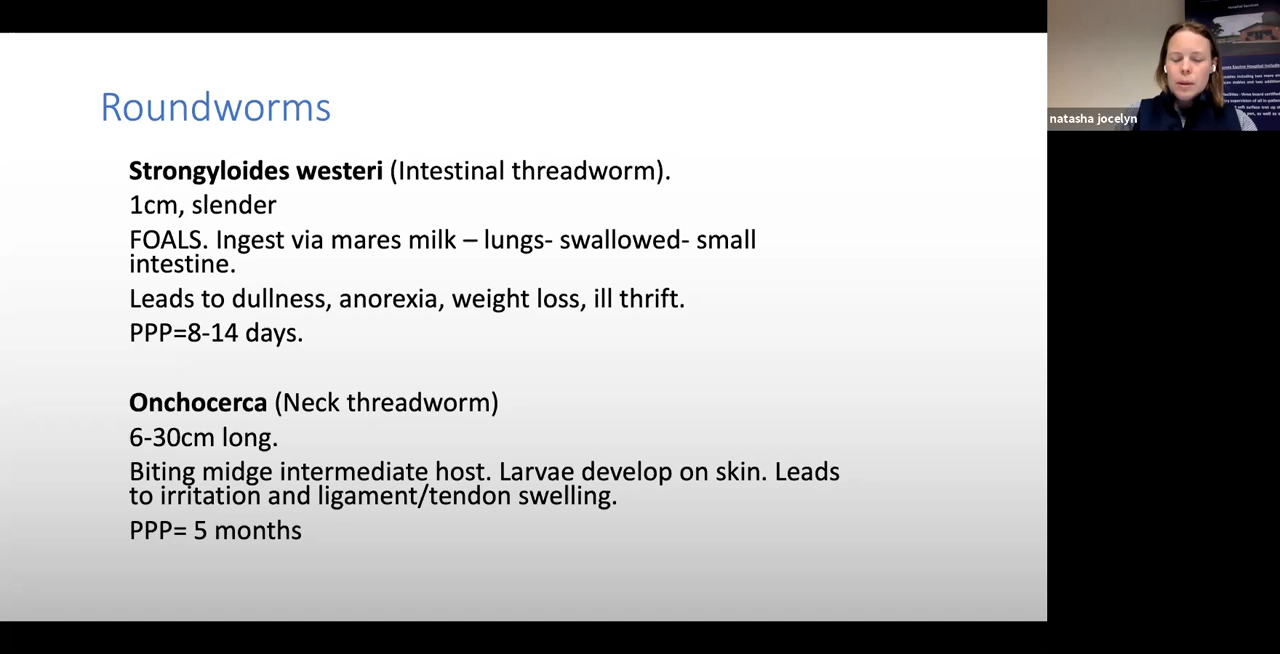 Roundworms
Strongyloides westeri (Intestinal threadworm).
1cm, slender
FOALS. Ingest via mares milk – lungs- swallowed- small
intestine.
Leads to dullness, anorexia, weight loss, ill thrift.
PPP=8-14 days.
Onchocerca (Neck threadworm)
6-30cm long.
Biting midge intermediate host. Larvae develop on skin. Leads
to irritation and ligament/tendon swelling.
PPP= 5 months
Hospital Services
natasha jocelyn